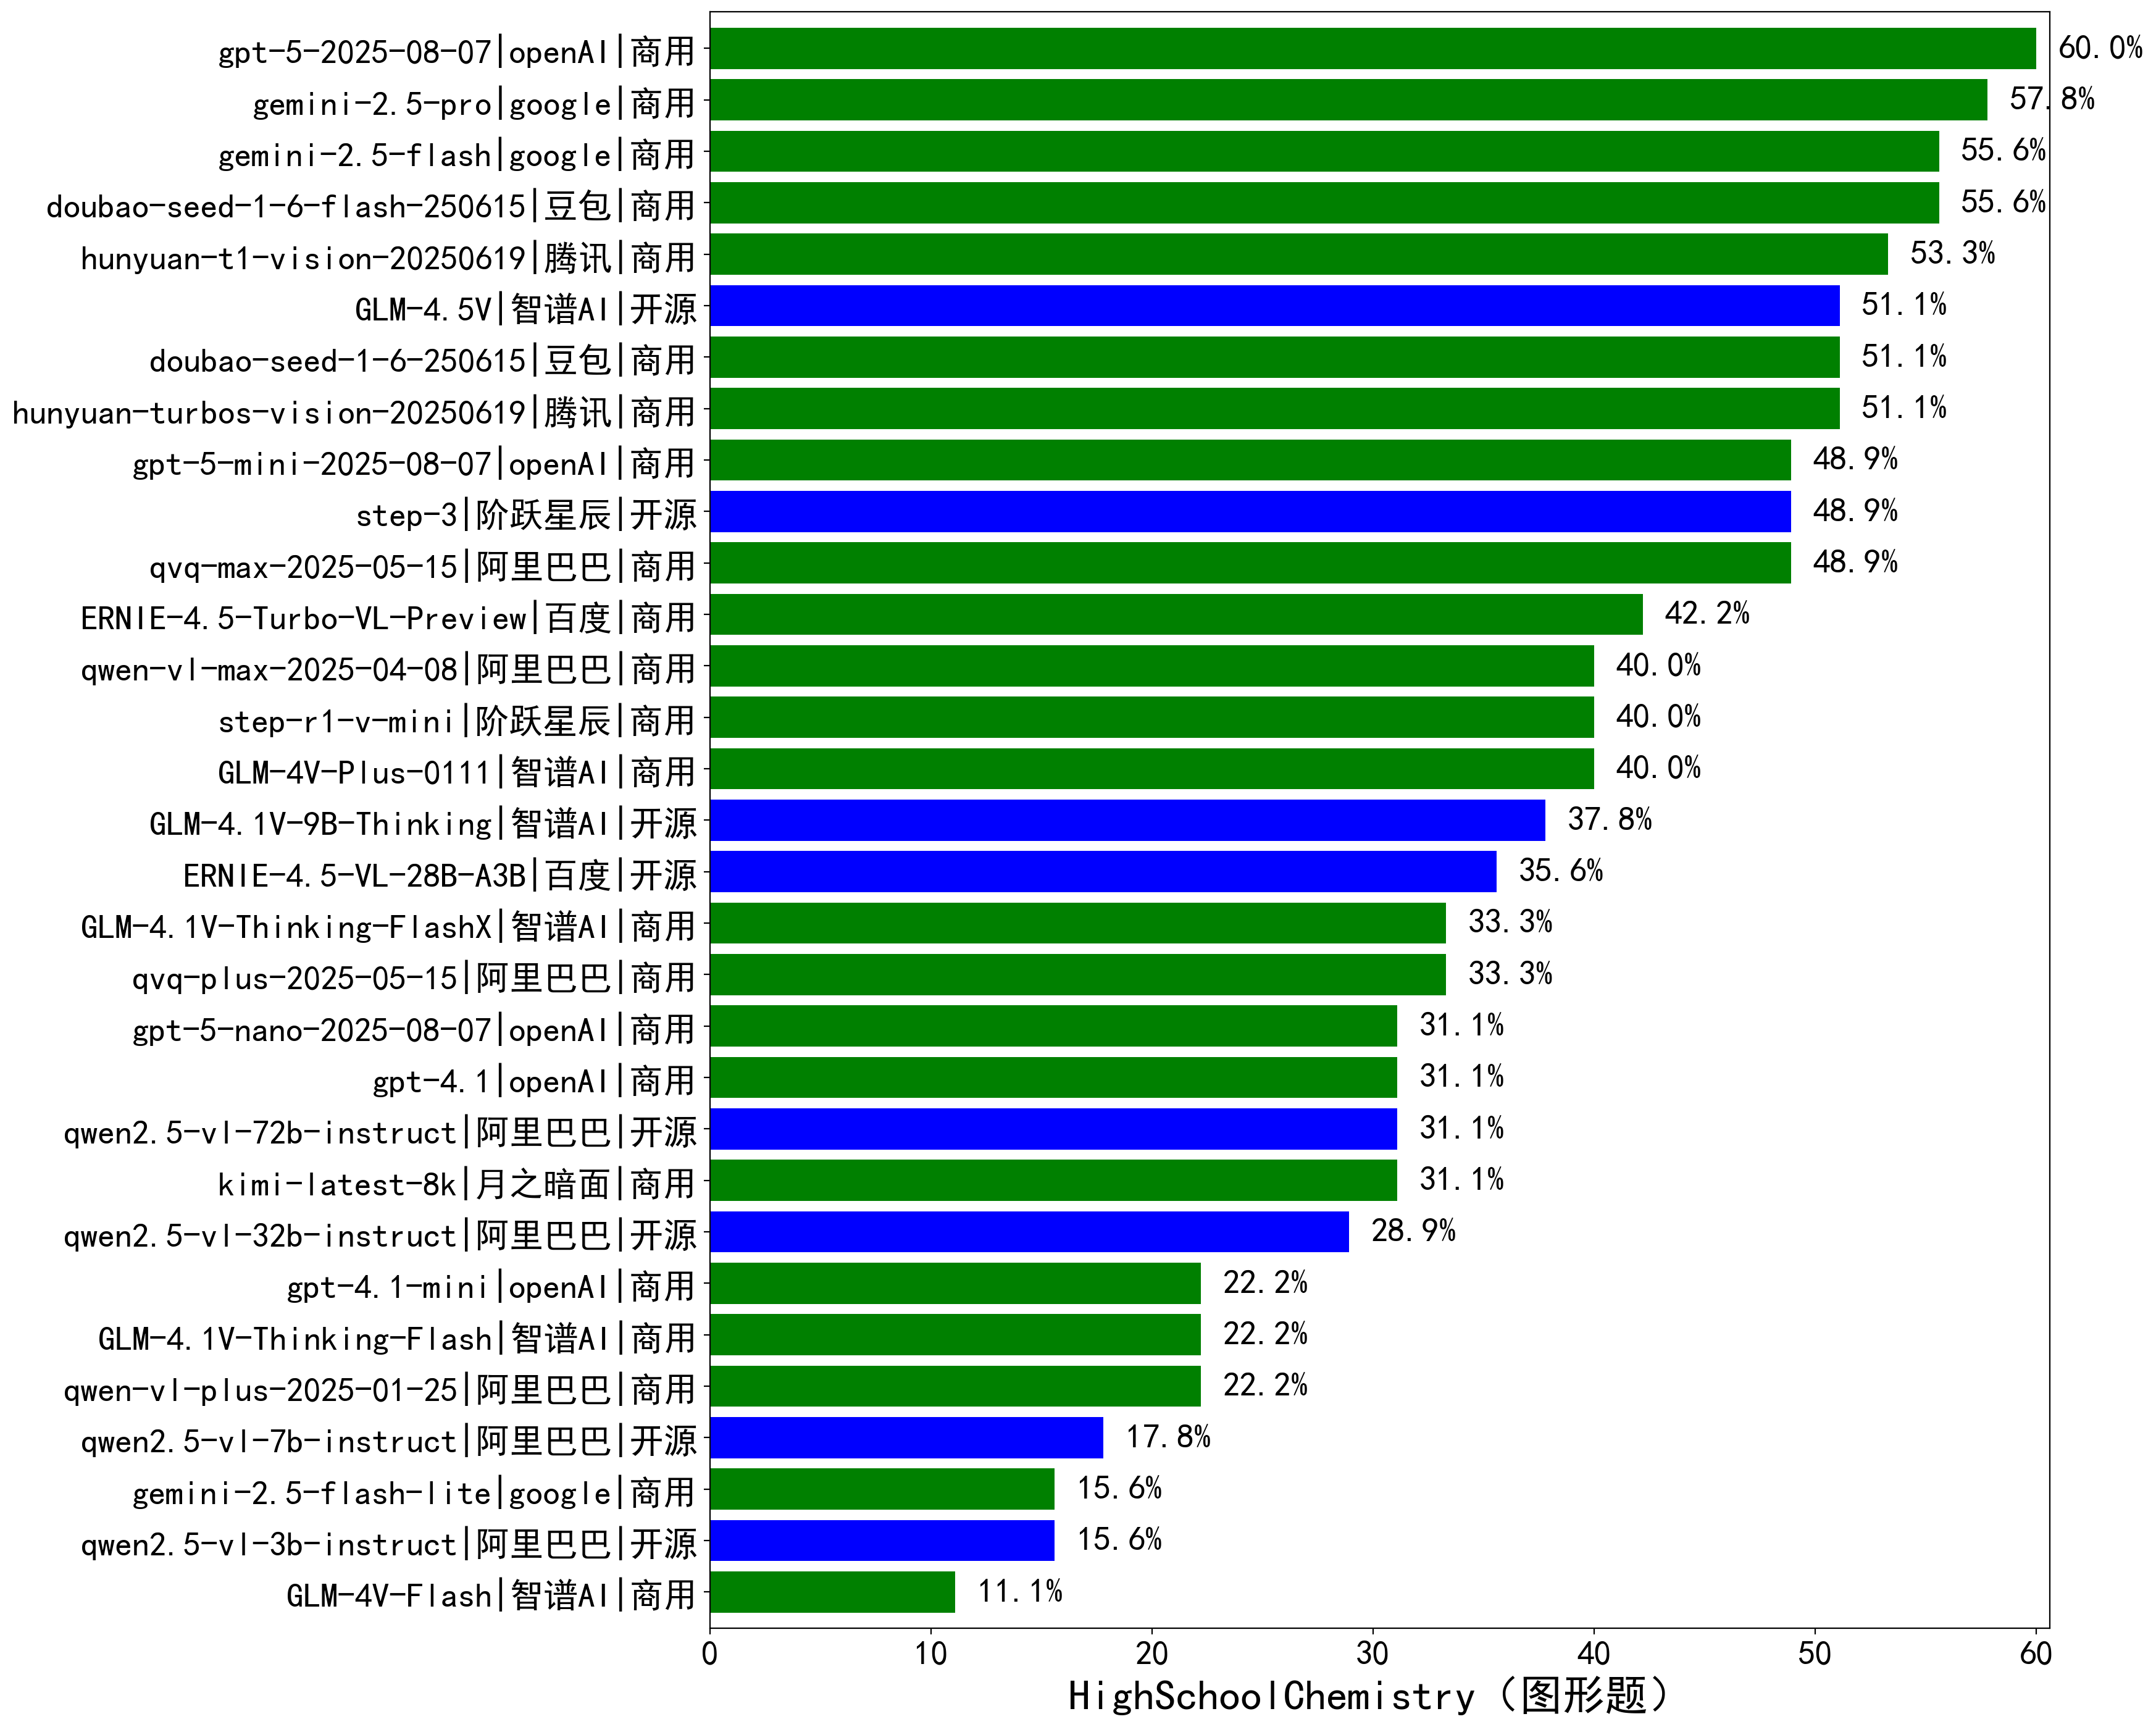 gpt-5-2025-08-07|openAI|商用 60.0%
gemini-2.5-pro|google|商用 57.8%
gemini-2.5-flash|google|商用 55.6%
doubao-seed-1-6-flash-250615|豆包|商用 55.6%
hunyuan-t1-vision-20250619|腾讯|商用 53.3%
GLM-4.5V|智谱AI|开源 51.1%
doubao-seed-1-6-250615|豆包|商用 51.1%
hunyuan-turbos-vision-20250619|腾讯|商用 51.1%
gpt-5-mini-2025-08-07|openAI|商用 48.9%
step-3|阶跃星辰|开源 48.9%
qvq-max-2025-05-15|阿里巴巴|商用 48.9%
ERNIE-4.5-Turbo-VL-Preview|百度|商用 42.2%
qwen-vl-max-2025-04-08|阿里巴巴|商用 40.0%
step-r1-v-mini|阶跃星辰|商用 40.0%
GLM-4V-Plus-0111|智谱AI|商用 40.0%
GLM-4.1V-9B-Thinking|智谱AI|开源 37.8%
ERNIE-4.5-VL-28B-A3B|百度|开源 35.6%
GLM-4.1V-Thinking-FlashX|智谱AI|商用 33.3%
qvq-plus-2025-05-15|阿里巴巴|商用 33.3%
gpt-5-nano-2025-08-07|openAI|商用 31.1%
gpt-4.1|openAI|商用 31.1%
qwen2.5-vl-72b-instruct|阿里巴巴|开源 31.1%
kimi-latest-8k|月之暗面|商用 31.1%
qwen2.5-vl-32b-instruct|阿里巴巴|开源 28.9%
gpt-4.1-mini|openAI|商用 22.2%
GLM-4.1V-Thinking-Flash|智谱AI|商用 22.2%
qwen-vl-plus-2025-01-25|阿里巴巴|商用 22.2%
qwen2.5-vl-7b-instruct|阿里巴巴|开源 17.8%
gemini-2.5-flash-lite|google|商用 15.6%
qwen2.5-vl-3b-instruct|阿里巴巴|开源 15.6%
GLM-4V-Flash|智谱AI|商用 11.1%
0 10 20 30 40 50 60
HighSchoolChemistry（图形题）